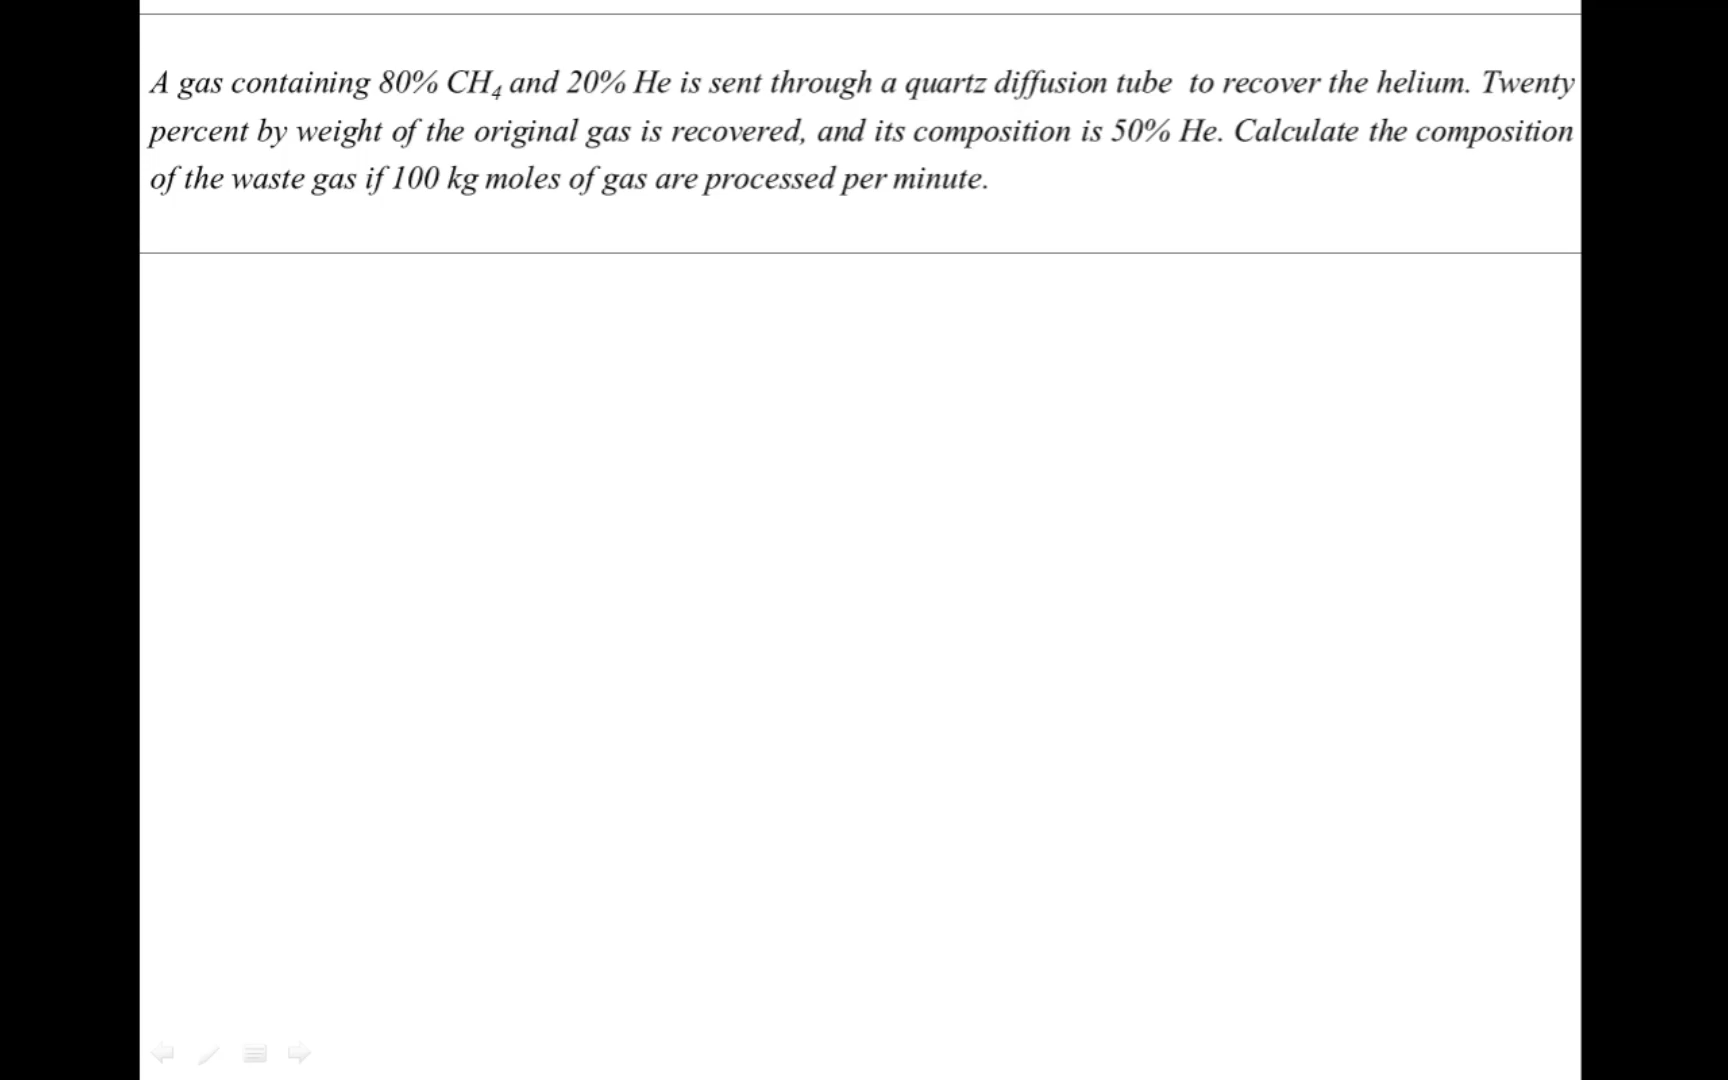 A gas containing 80% CH₄ and 20% He is sent through a quartz diffusion tube to recover the helium. Twenty
percent by weight of the original gas is recovered, and its composition is 50% He. Calculate the composition
of the waste gas if 100 kg moles of gas are processed per minute.